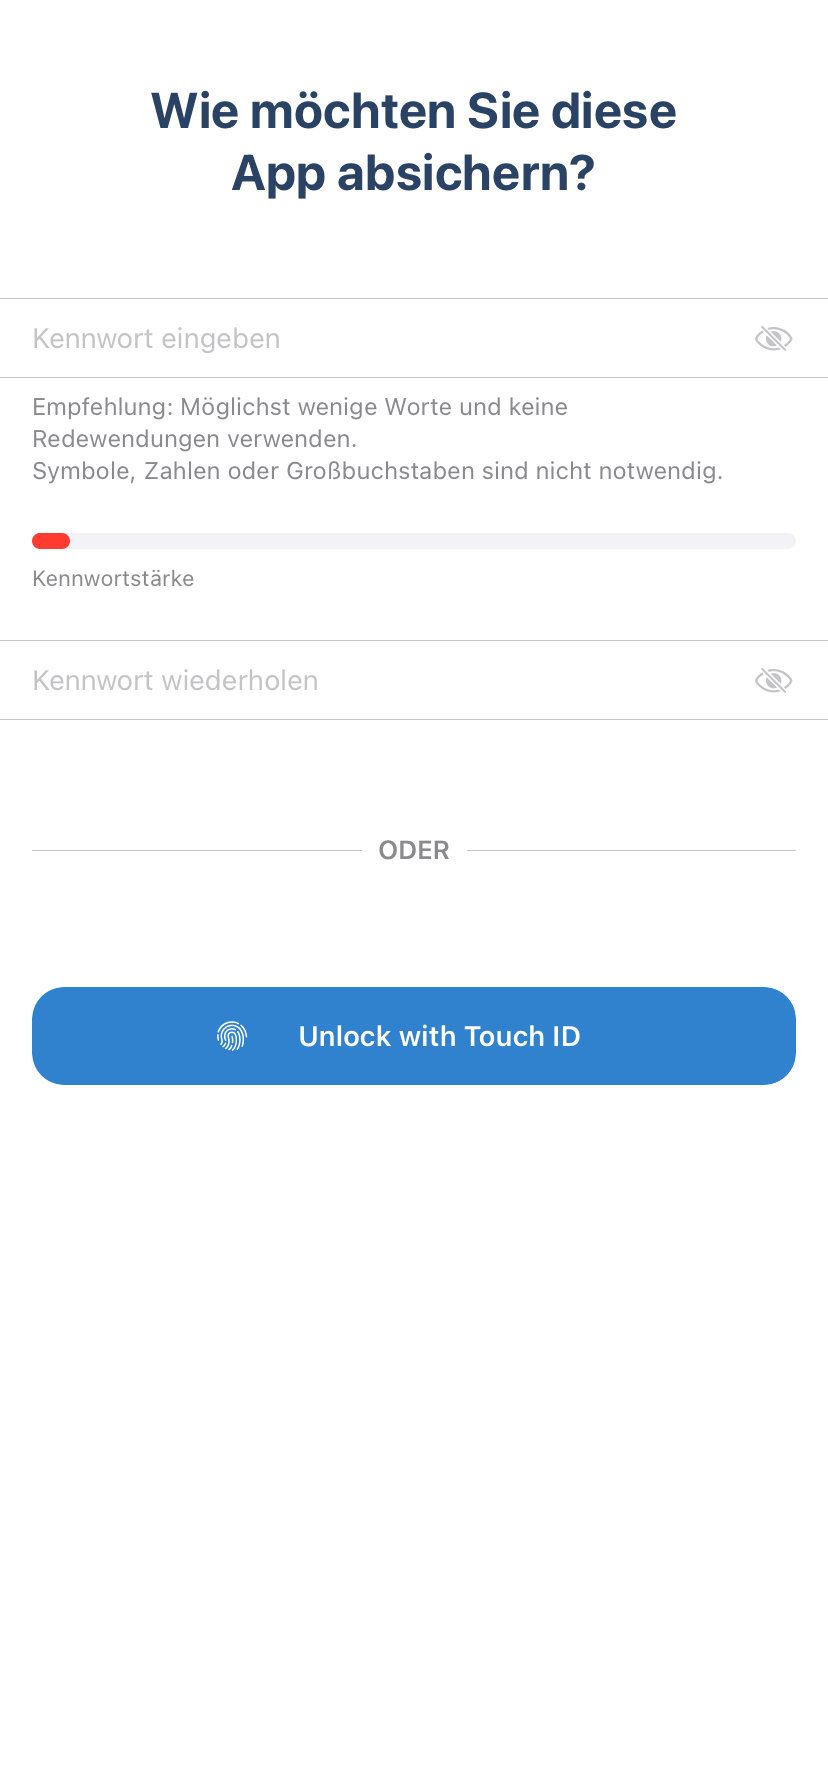 Wie möchten Sie diese
App absichern?
Kennwort eingeben
Empfehlung: Möglichst wenige Worte und keine
Redewendungen verwenden.
Symbole, Zahlen oder Großbuchstaben sind nicht notwendig.
Kennwortstärke
Kennwort wiederholen
ODER
Unlock with Touch ID